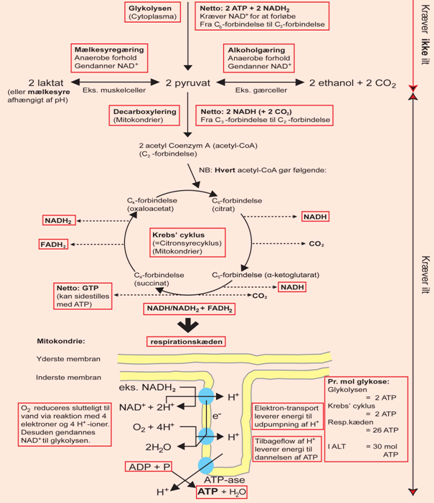 Glykolysen
(Cytoplasma)
Netto: 2 ATP + 2 NADH₂
Kræver NAD⁺ for at forløbe
Fra C₆-forbindelse til C₃-forbindelse
Kræver ikke ilt
Mælkesyregæring
Anaerobe forhold
Gendanner NAD⁺
Alkoholgæring
Anaerobe forhold
Gendanner NAD⁺
2 laktat
(eller mælkesyre
afhængigt af pH)
Eks. muskelceller
2 pyruvat
Eks. gærceller
2 ethanol + 2 CO₂
Decarboxylering
(Mitokondrier)
Netto: 2 NADH (+ 2 CO₂)
Fra C₃-forbindelse til C₂-forbindelse
2 acetyl Coenzym A (acetyl-CoA)
(C₂-forbindelse)
NB: Hvert acetyl-CoA gør følgende:
C₄-forbindelse
(oxaloacetat)
C₆-forbindelse
(citrat)
NADH₂
NADH
FADH₂
Krebs' cyklus
(=Citronsyrecyklus)
(Mitokondrier)
CO₂
C₄-forbindelse
(succinat)
C₅-forbindelse (α-ketoglutarat)
NADH
Netto: GTP
(kan sidestilles
med ATP)
CO₂
NADH/NADH₂ + FADH₂
Kræver ilt
Mitokondrie:
respirationskæden
Yderste membran
Inderste membran
eks. NADH₂
NAD⁺ + 2H⁺
H⁺
e⁻
O₂ + 4H⁺
H⁺
2H₂O
ADP + P
ATP-ase
H⁺
ATP + H₂O
O₂ reduceres slutteligt til
vand via reaktion med 4
elektroner og 4 H⁺-ioner.
Desuden gendannes
NAD⁺ til glykolysen.
Elektron-transport
leverer energi til
udpumpning af H⁺
Tilbageflow af H⁺
leverer energi til
dannelsen af ATP
Pr. mol glykose:
Glykolysen
= 2 ATP
Krebs' cyklus
= 2 ATP
Resp.kæden
= 26 ATP
I ALT = 30 mol
ATP